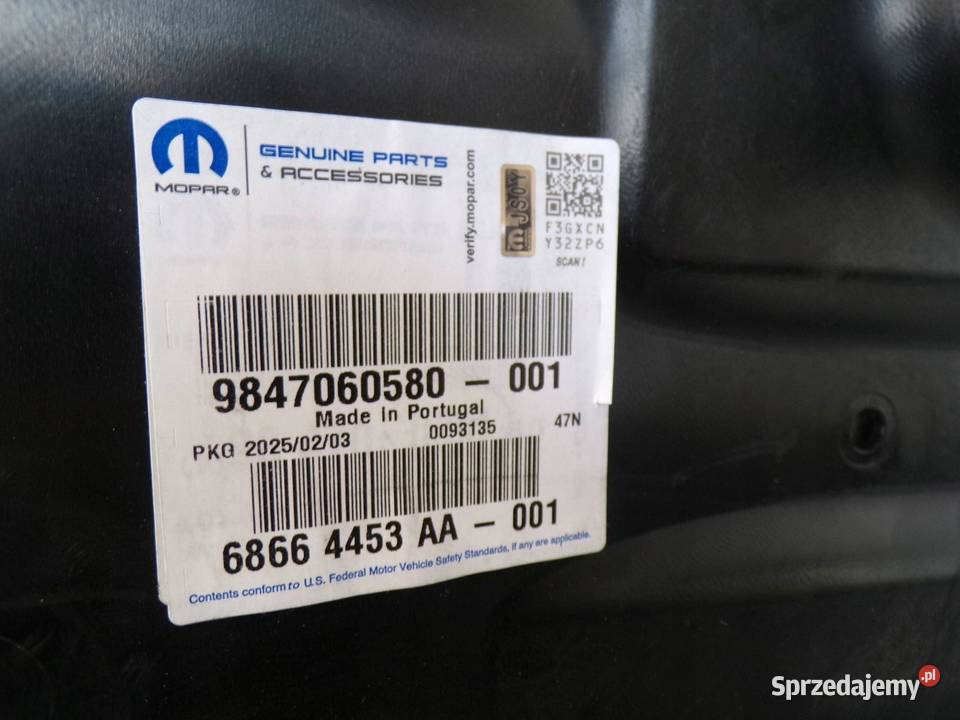 MOPAR®
GENUINE PARTS
& ACCESSORIES
verify.mopar.com
JS0Y
F3GXCN
Y32ZP6
SCAN!
9847060580 - 001
Made in Portugal
PKG 2025/02/03
0093135
47N
6866 4453 AA - 001
Contents conform to U.S. Federal Motor Vehicle Safety Standards, if any are applicable.
Sprzedajemy.pl